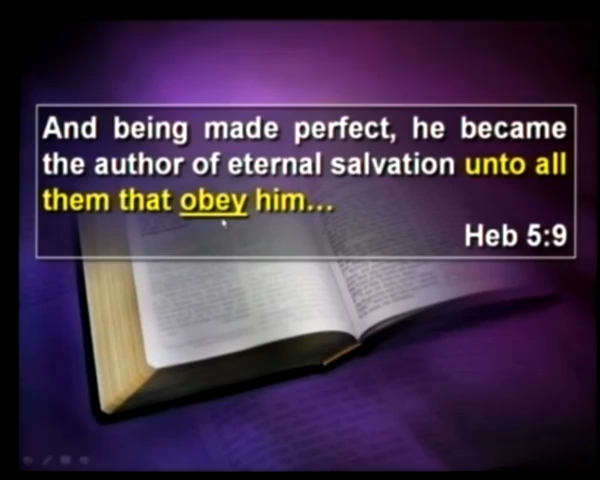 And being made perfect, he became
the author of eternal salvation unto all
them that obey him...
Heb 5:9